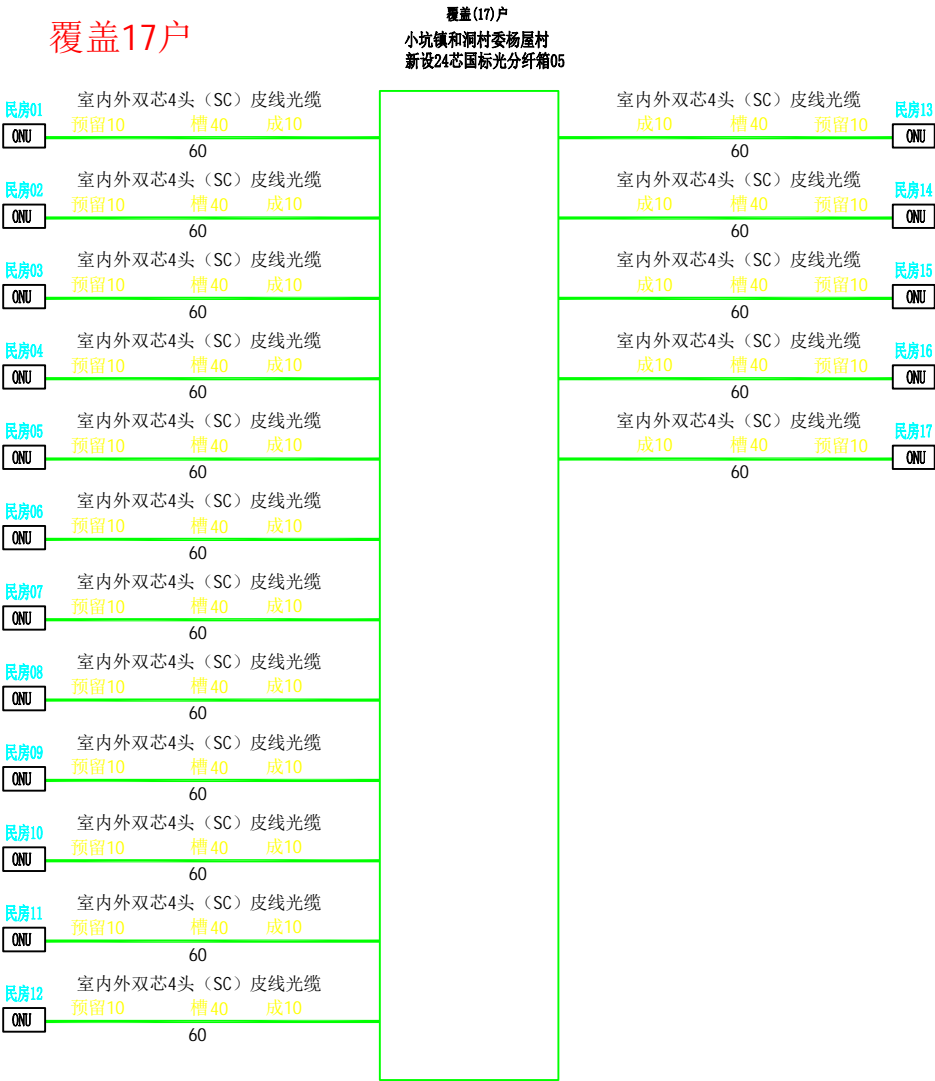 覆盖17户
覆盖(17)户
小坑镇和洞村委杨屋村
新设24芯国标光分纤箱05
民房01
室内外双芯4头（SC）皮线光缆
预留10 槽40 成10
ONU
60
民房02
室内外双芯4头（SC）皮线光缆
预留10 槽40 成10
ONU
60
民房03
室内外双芯4头（SC）皮线光缆
预留10 槽40 成10
ONU
60
民房04
室内外双芯4头（SC）皮线光缆
预留10 槽40 成10
ONU
60
民房05
室内外双芯4头（SC）皮线光缆
预留10 槽40 成10
ONU
60
民房06
室内外双芯4头（SC）皮线光缆
预留10 槽40 成10
ONU
60
民房07
室内外双芯4头（SC）皮线光缆
预留10 槽40 成10
ONU
60
民房08
室内外双芯4头（SC）皮线光缆
预留10 槽40 成10
ONU
60
民房09
室内外双芯4头（SC）皮线光缆
预留10 槽40 成10
ONU
60
民房10
室内外双芯4头（SC）皮线光缆
预留10 槽40 成10
ONU
60
民房11
室内外双芯4头（SC）皮线光缆
预留10 槽40 成10
ONU
60
民房12
室内外双芯4头（SC）皮线光缆
预留10 槽40 成10
ONU
60
室内外双芯4头（SC）皮线光缆
民房13
成10 槽40 预留10
ONU
60
室内外双芯4头（SC）皮线光缆
民房14
成10 槽40 预留10
ONU
60
室内外双芯4头（SC）皮线光缆
民房15
成10 槽40 预留10
ONU
60
室内外双芯4头（SC）皮线光缆
民房16
成10 槽40 预留10
ONU
60
室内外双芯4头（SC）皮线光缆
民房17
成10 槽40 预留10
ONU
60